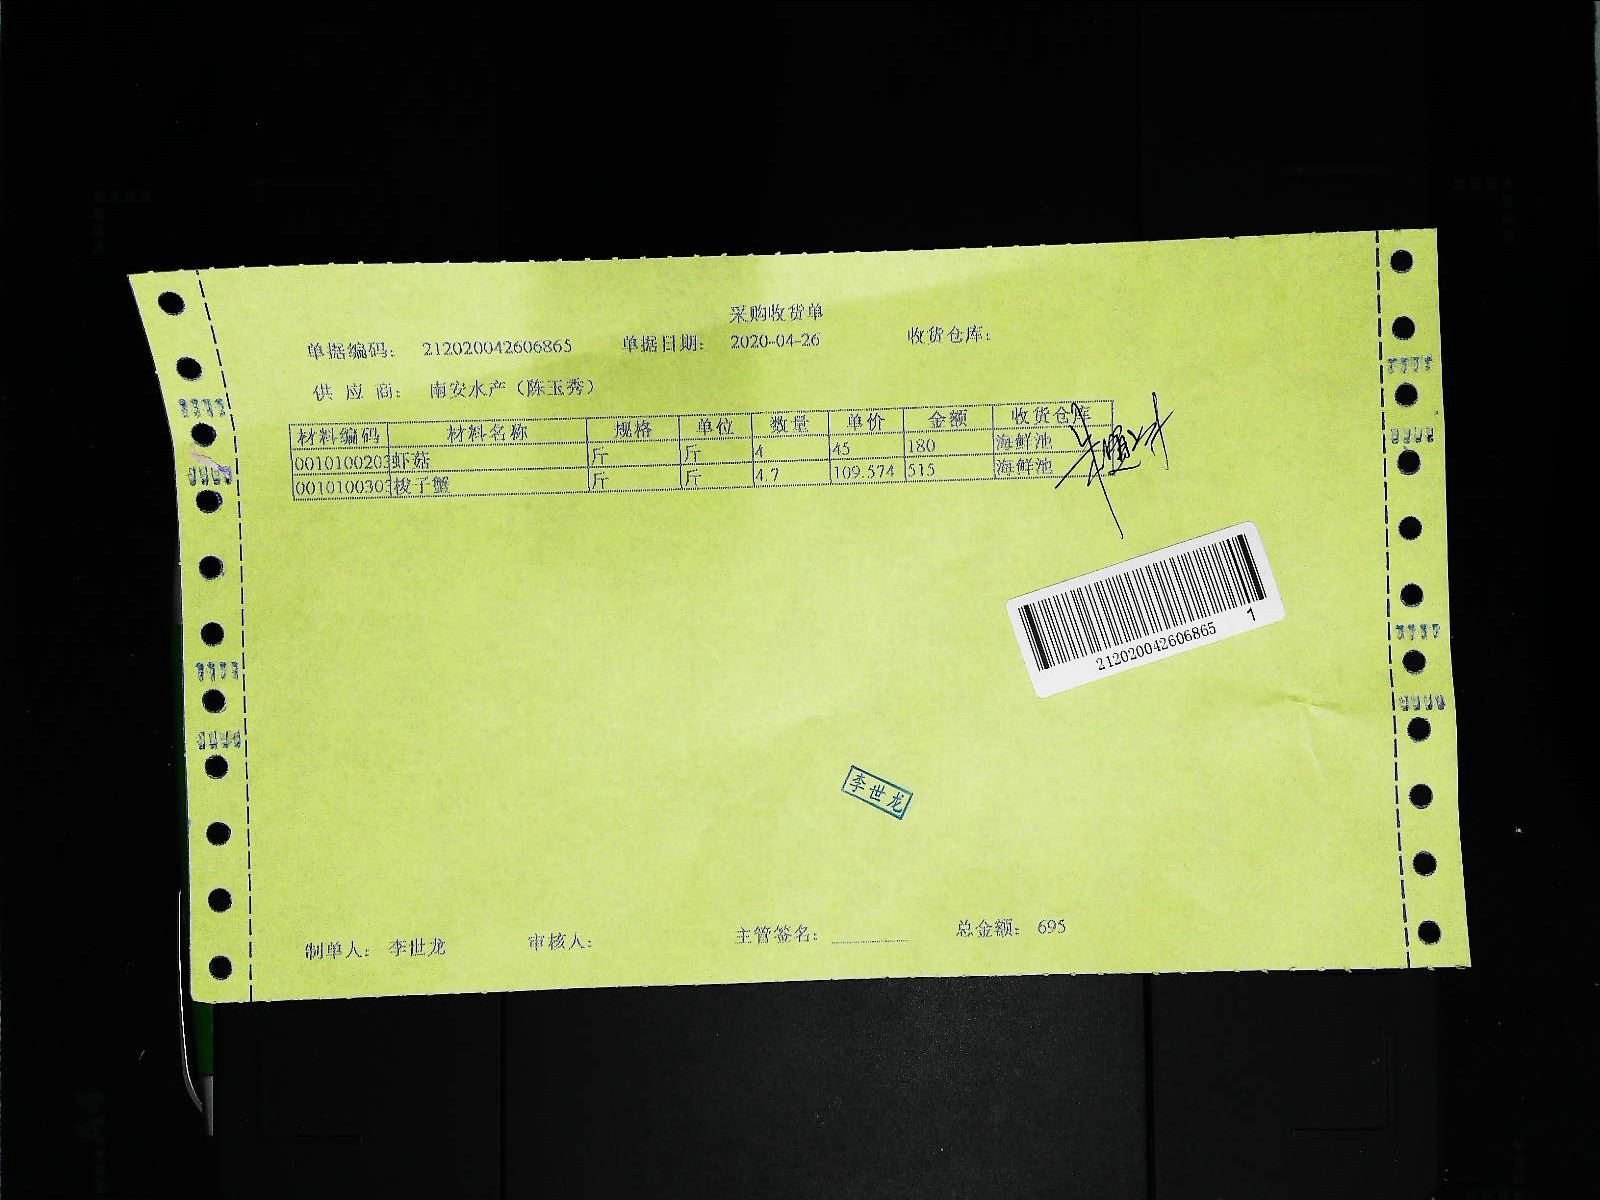 采购收货单
单据编码： 212020042606865 单据日期： 2020-04-26 收货仓库：
供 应 商： 南安水产（陈玉秀）
材料编码 材料名称 规格 单位 数量 单价 金额 收货仓库
0010100203 虾菇 斤 斤 4 45 180 海鲜池
0010100303 梭子蟹 斤 斤 4.7 109.574 515 海鲜池
212020042606865 1
李世龙
制单人： 李世龙 审核人： 主管签名： 总金额： 695